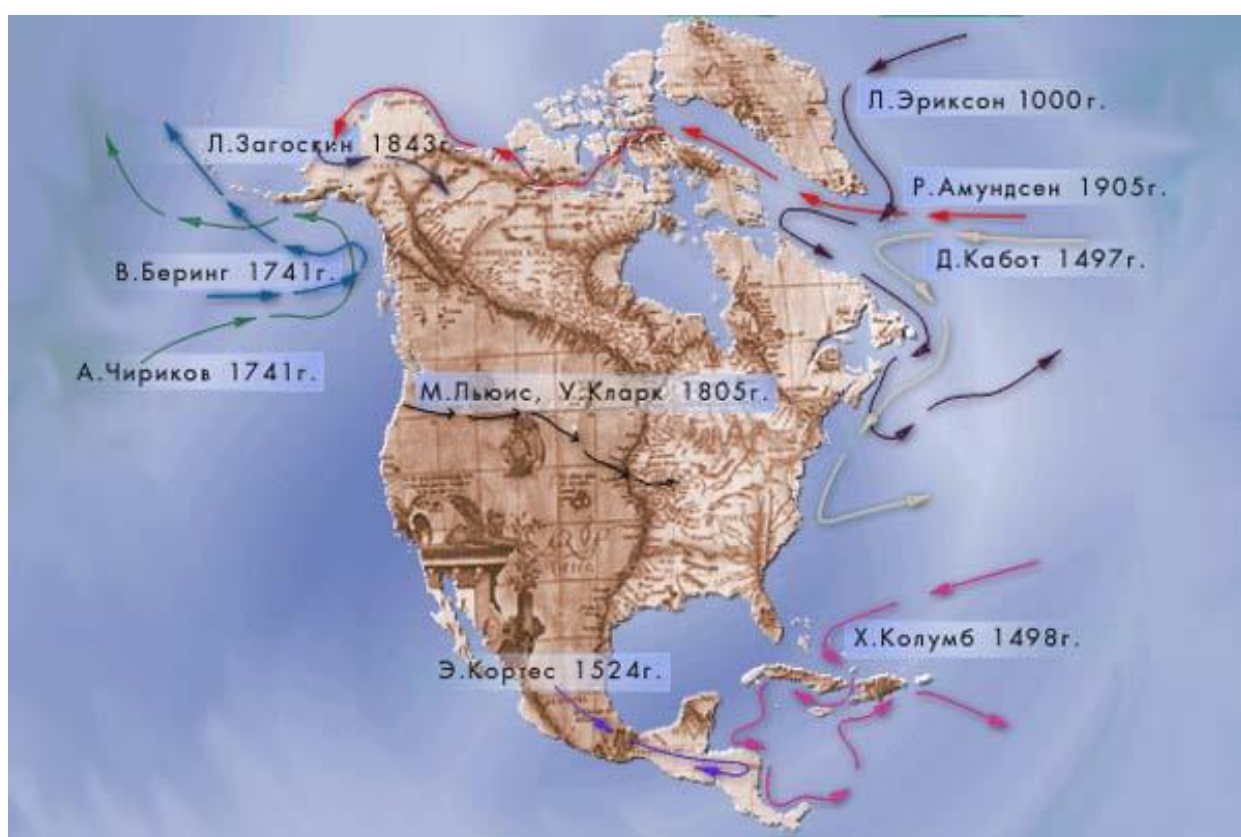 Л.Эриксон 1000г.
Л.Загоскин 1843г.
Р.Амундсен 1905г.
Д.Кабот 1497г.
В.Беринг 1741г.
А.Чириков 1741г.
М.Льюис, У.Кларк 1805г.
Х.Колумб 1498г.
Э.Кортес 1524г.